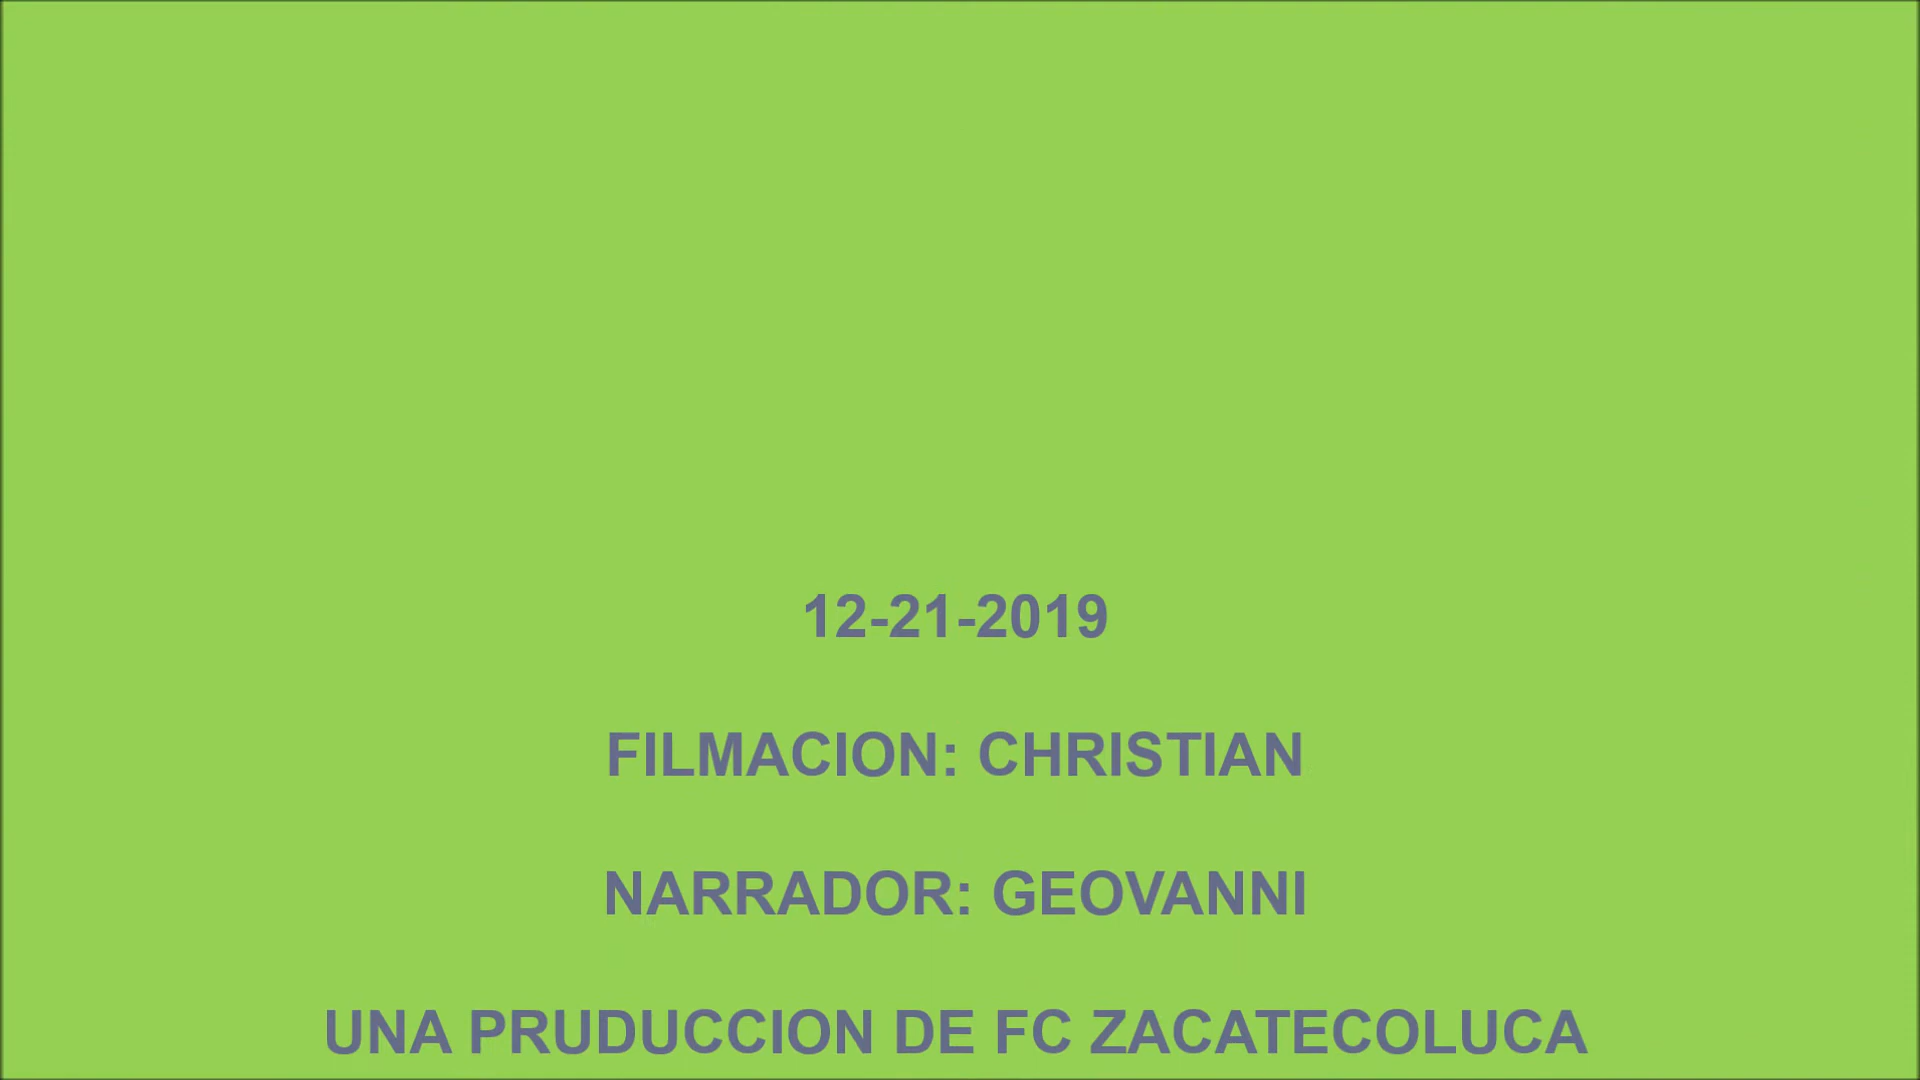 12-21-2019
FILMACION: CHRISTIAN
NARRADOR: GEOVANNI
UNA PRUDUCCION DE FC ZACATECOLUCA